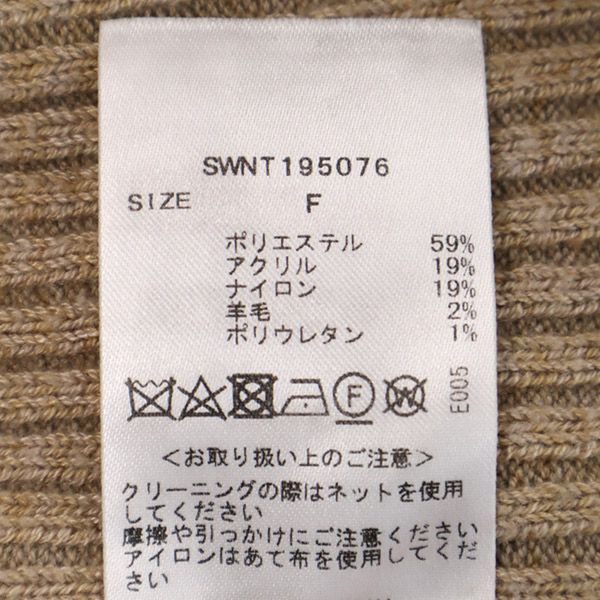 SWNT195076
SIZE F
ポリエステル 59%
アクリル 19%
ナイロン 19%
羊毛 2%
ポリウレタン 1%
F W
E005
<お取り扱い上のご注意>
クリーニングの際はネットを使用
してください
摩擦や引っかけにご注意ください
アイロンはあて布を使用してくだ
さい